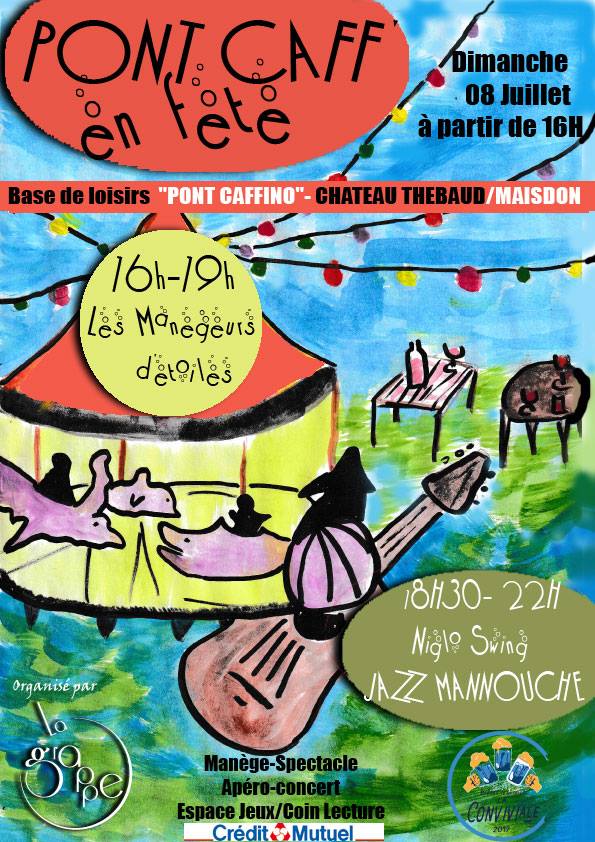 PONT CAFF'
en fête
Dimanche
08 Juillet
à partir de 16H
Base de loisirs "PONT CAFFINO"- CHATEAU THEBAUD/MAISDON
16h-19h
Les Manègeurs
d'étoiles
18H30- 22H
Niglo Swing
JAZZ MANNOUCHE
Organisé par
la
grappe
Manège-Spectacle
Apéro-concert
Espace Jeux/Coin Lecture
Crédit Mutuel
CONVIVIALE
2017